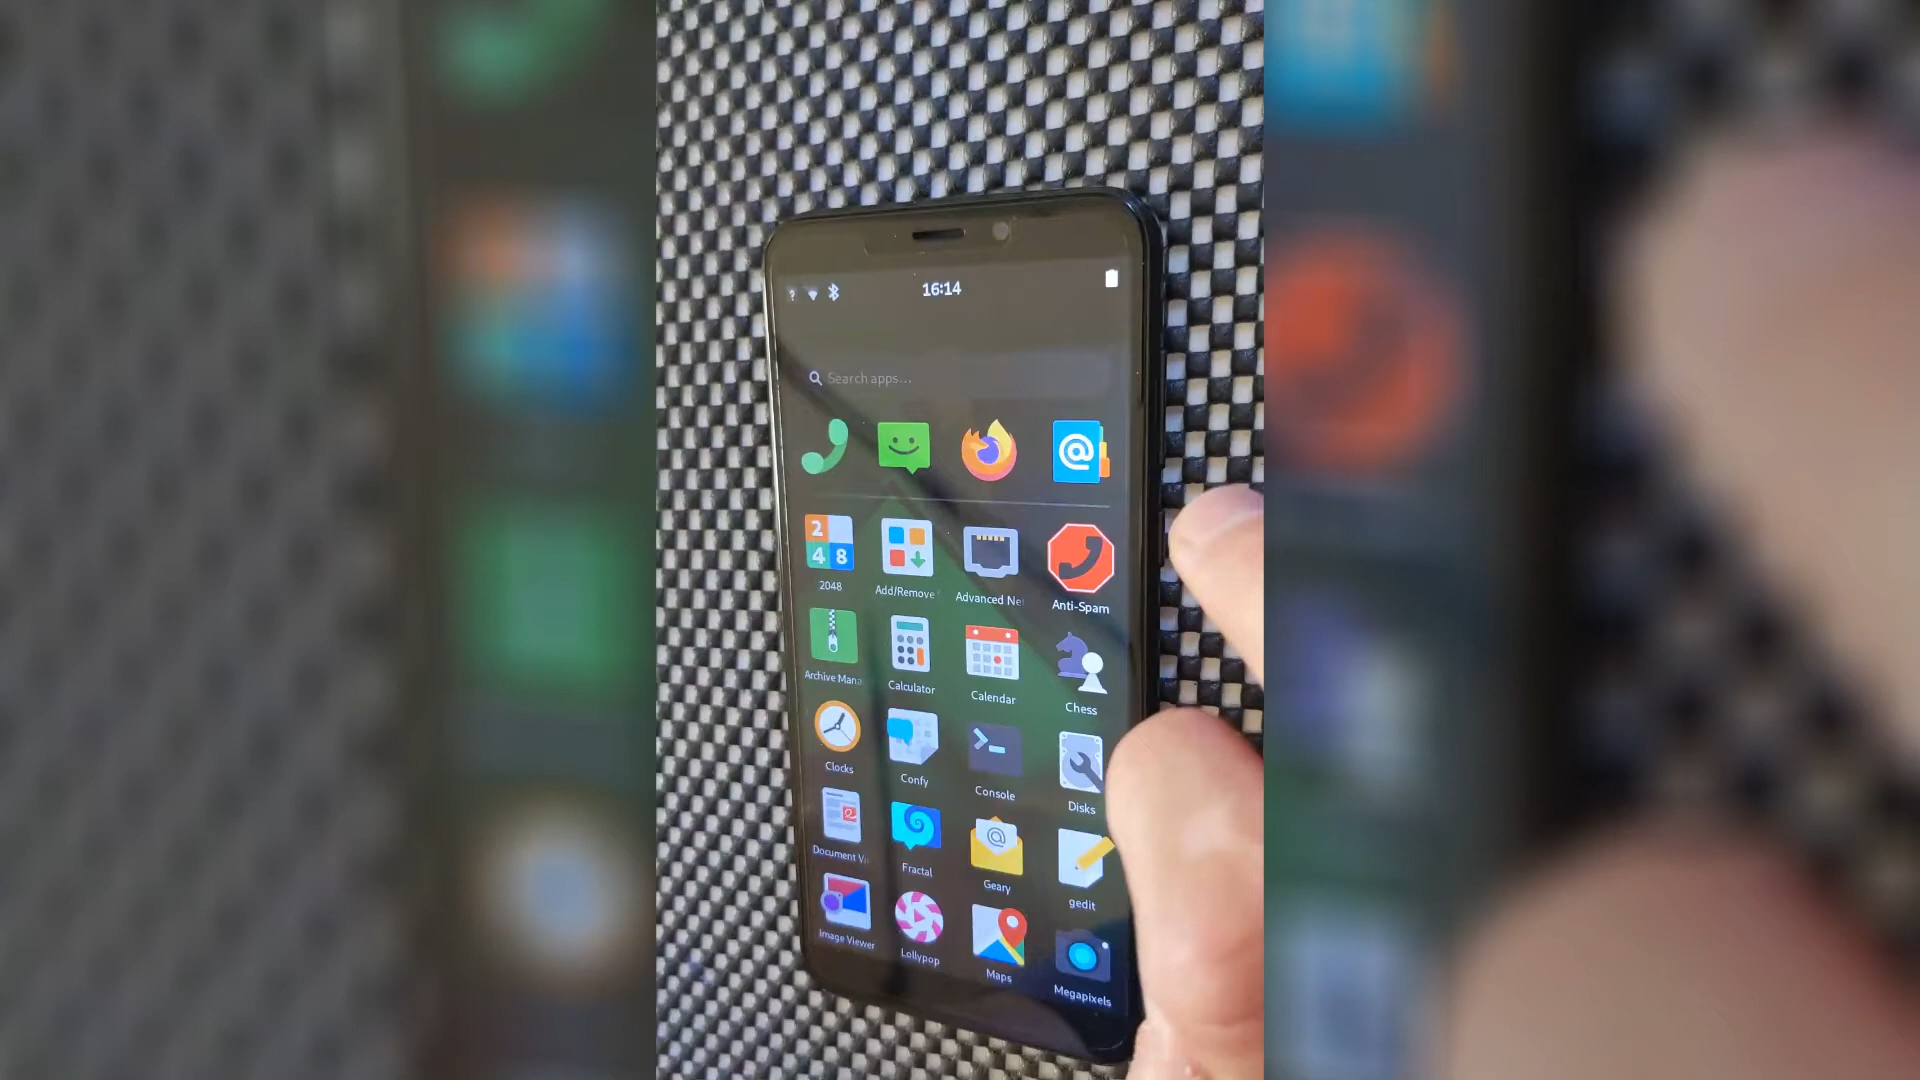 ?
16:14
Search apps...
@
2
4 8
2048
Add/Remove
Advanced Ne
Anti-Spam
Archive Mana
Calculator
Calendar
Chess
Clocks
Confy
Console
Disks
Document Vi
Fractal
@
Geary
gedit
Image Viewer
Lollypop
Maps
Megapixels